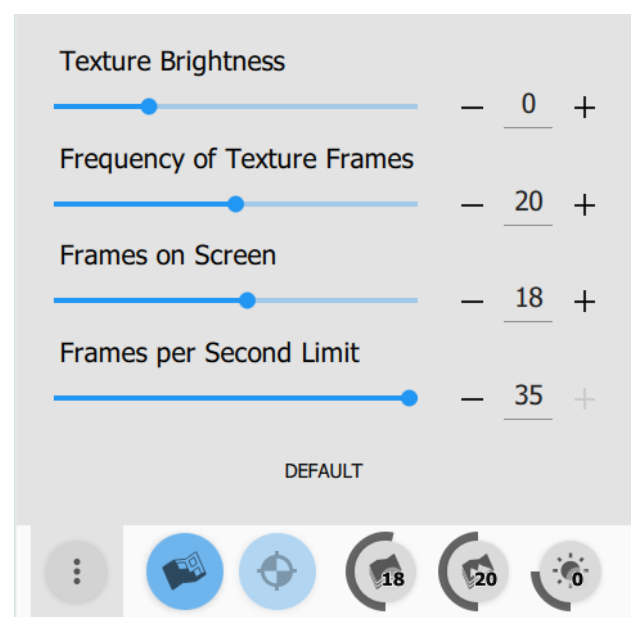 Texture Brightness
0
Frequency of Texture Frames
20
Frames on Screen
18
Frames per Second Limit
35
DEFAULT
18 20 0